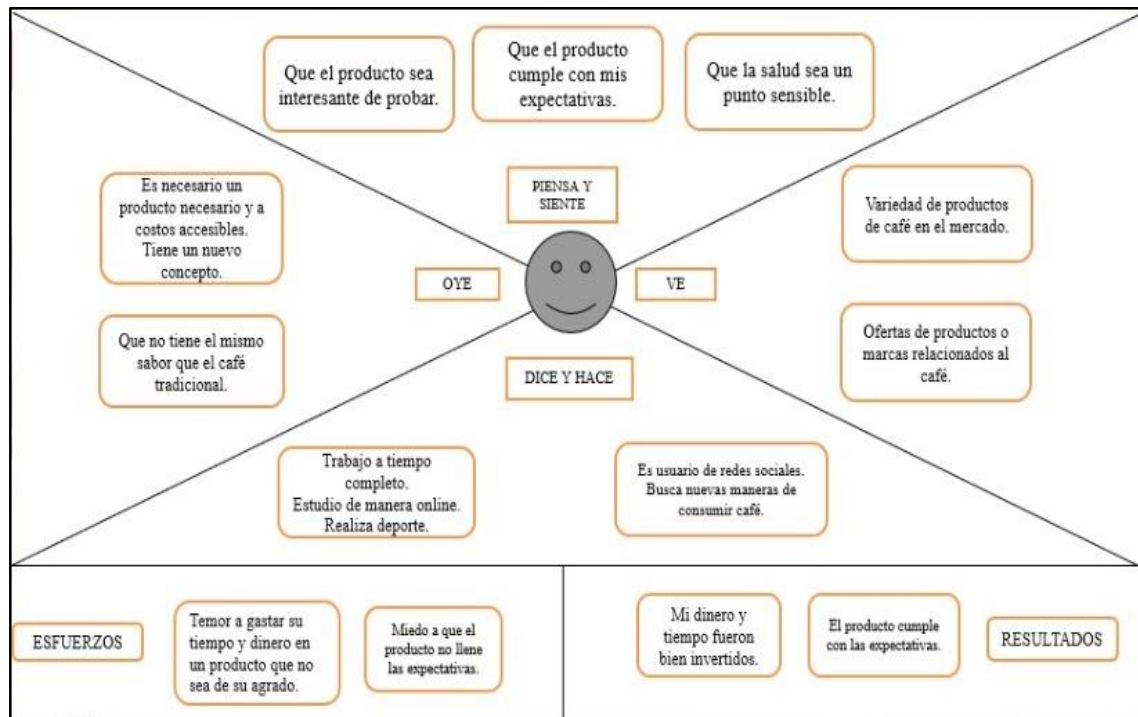 Que el producto sea
interesante de probar.
Que el producto
cumple con mis
expectativas.
Que la salud sea un
punto sensible.
PIENSA Y
SIENTE
Es necesario un
producto necesario y a
costos accesibles.
Tiene un nuevo
concepto.
Que no tiene el mismo
sabor que el café
tradicional.
OYE
VE
Variedad de productos
de café en el mercado.
Ofertas de productos o
marcas relacionados al
café.
DICE Y HACE
Trabajo a tiempo
completo.
Estudio de manera online.
Realiza deporte.
Es usuario de redes sociales.
Busca nuevas maneras de
consumir café.
ESFUERZOS
Temor a gastar su
tiempo y dinero en
un producto que no
sea de su agrado.
Miedo a que el
producto no llene
las expectativas.
Mi dinero y
tiempo fueron
bien invertidos.
El producto cumple
con las expectativas.
RESULTADOS